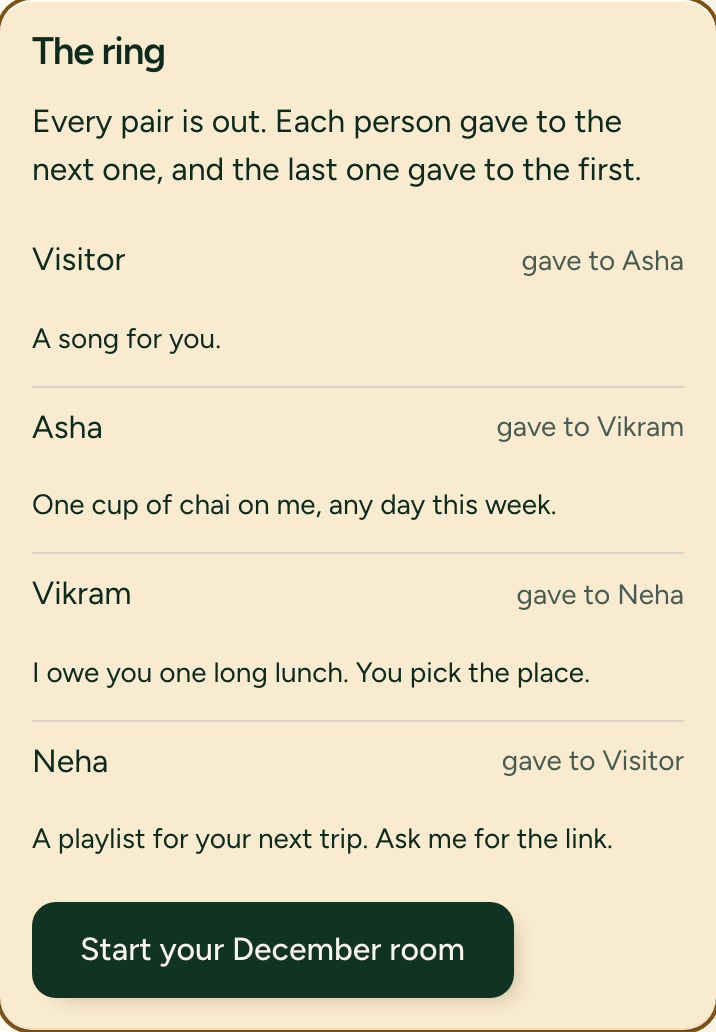 The ring
Every pair is out. Each person gave to the
next one, and the last one gave to the first.
Visitor
gave to Asha
A song for you.
Asha
gave to Vikram
One cup of chai on me, any day this week.
Vikram
gave to Neha
I owe you one long lunch. You pick the place.
Neha
gave to Visitor
A playlist for your next trip. Ask me for the link.
Start your December room